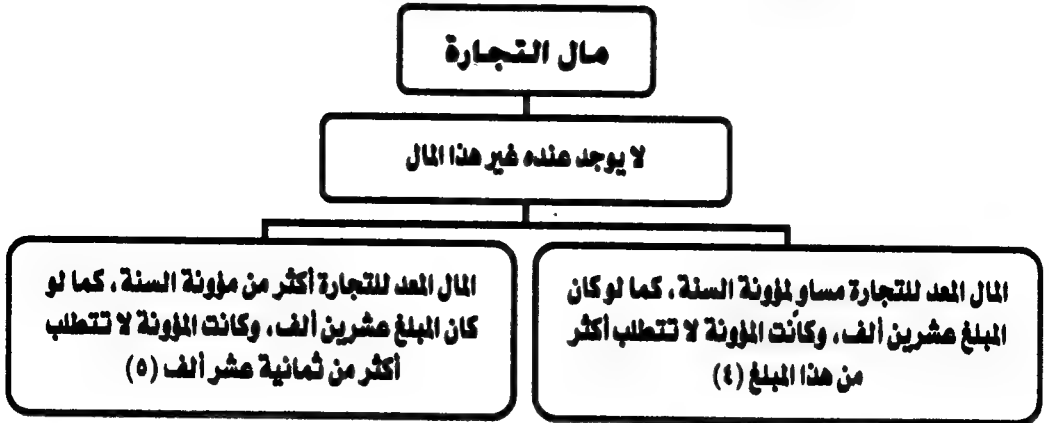 مال التجارة
لا يوجد عنده غير هذا المال
المال المعد للتجارة مساوٍ لمؤونة السنة، كما لو كان
المبلغ عشرين ألف، وكانت المؤونة لا تتطلب أكثر
من هذا المبلغ (٤)
المال المعد للتجارة أكثر من مؤونة السنة، كما لو
كان المبلغ عشرين ألف، وكانت المؤونة لا تتطلب
أكثر من ثمانية عشر ألف (٥)